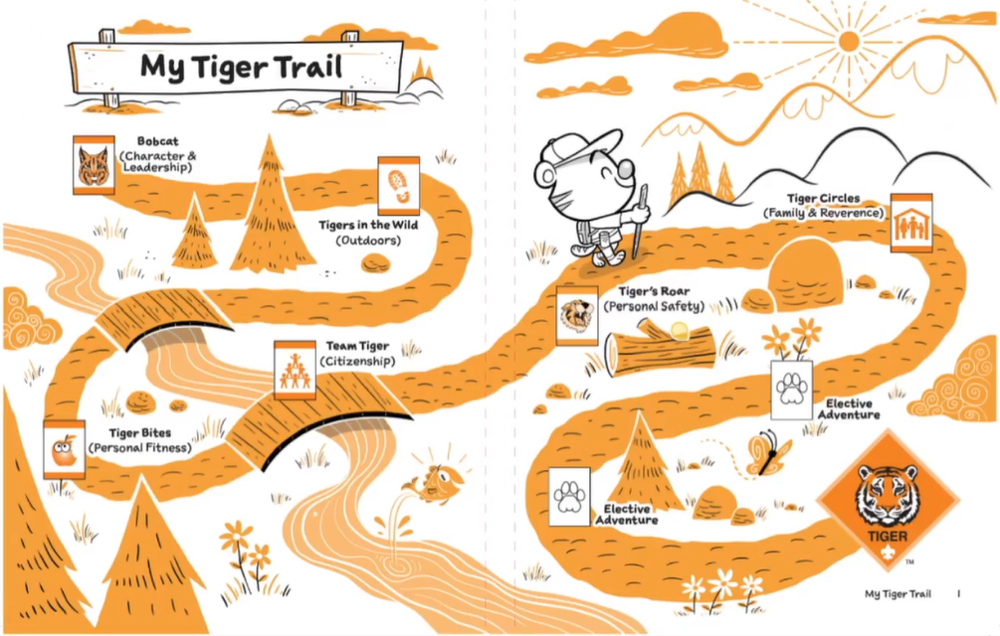 My Tiger Trail
Bobcat
(Character &
Leadership)
Tigers in the Wild
(Outdoors)
Team Tiger
(Citizenship)
Tiger Bites
(Personal Fitness)
Tiger Circles
(Family & Reverence)
Tiger's Roar
(Personal Safety)
Elective
Adventure
Elective
Adventure
TIGER
TM
My Tiger Trail 1